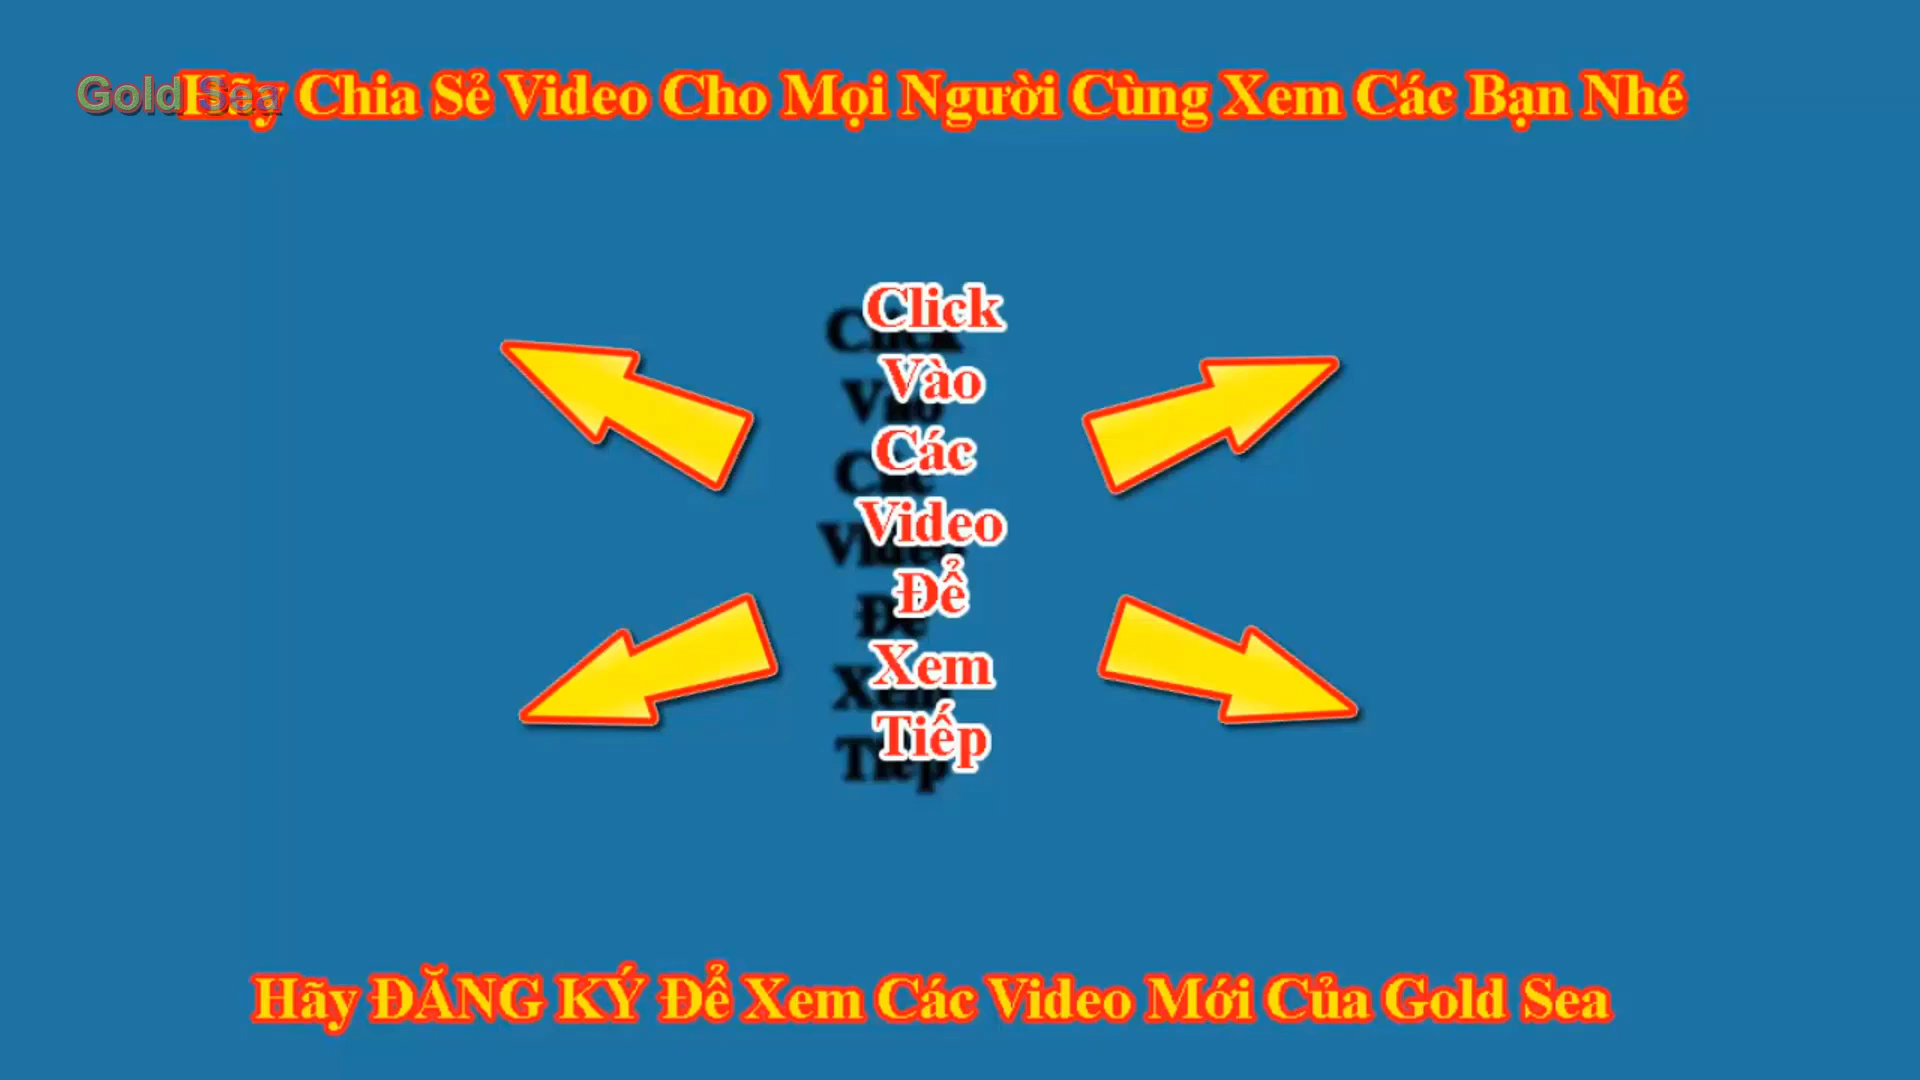 Gold Sea
Hãy Chia Sẻ Video Cho Mọi Người Cùng Xem Các Bạn Nhé
Click
Vào
Các
Video
Để
Xem
Tiếp
Hãy ĐĂNG KÝ Để Xem Các Video Mới Của Gold Sea